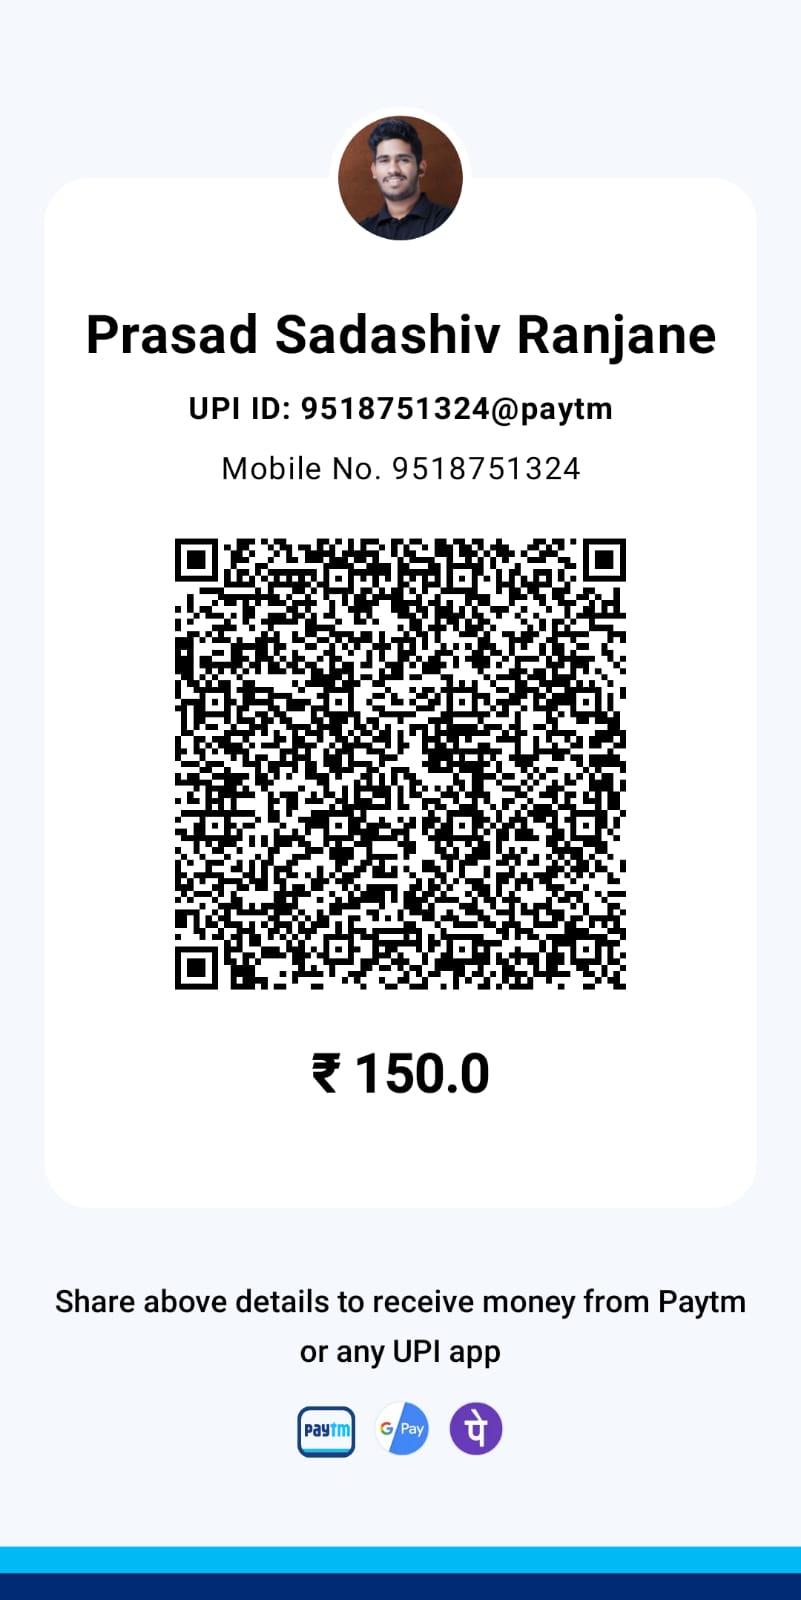 Prasad Sadashiv Ranjane
UPI ID: 9518751324@paytm
Mobile No. 9518751324
₹ 150.0
Share above details to receive money from Paytm
or any UPI app
paytm G Pay पे